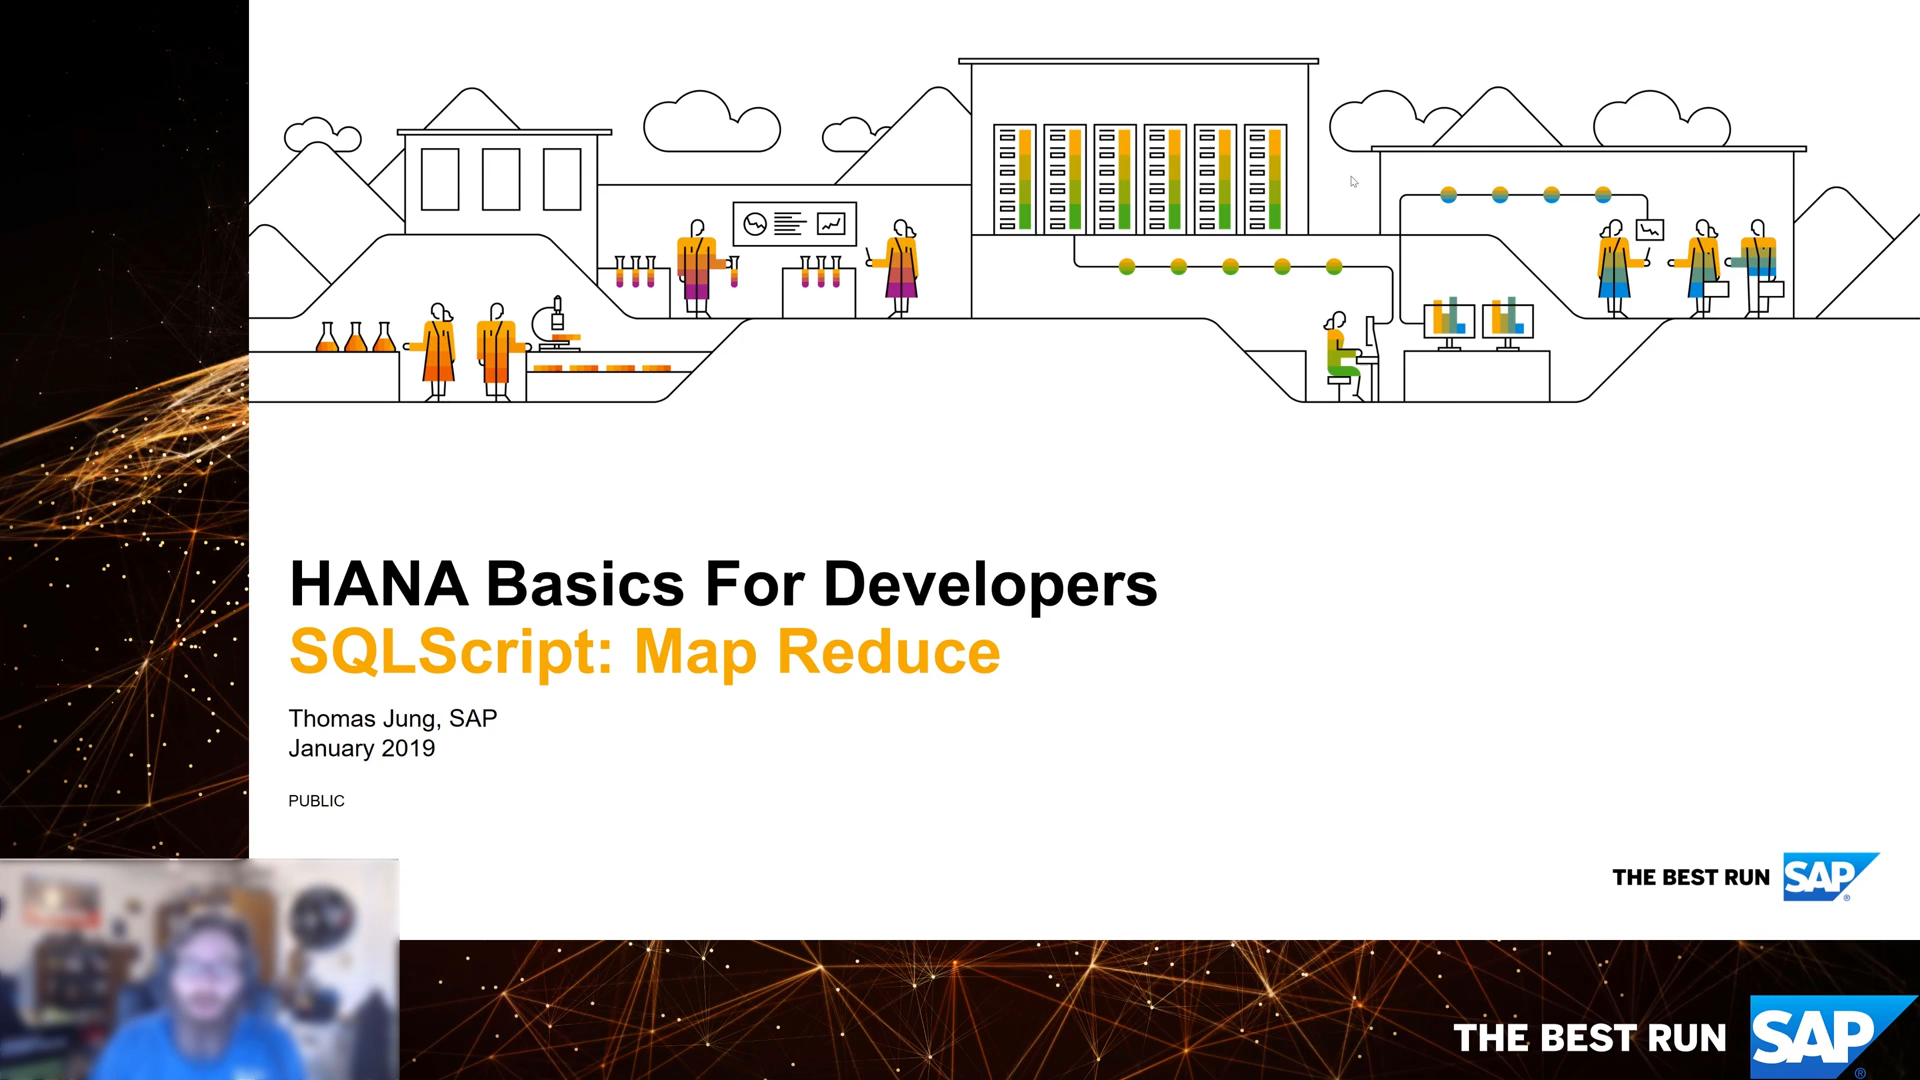 HANA Basics For Developers
SQLScript: Map Reduce
Thomas Jung, SAP
January 2019
PUBLIC
THE BEST RUN SAP®
THE BEST RUN SAP®